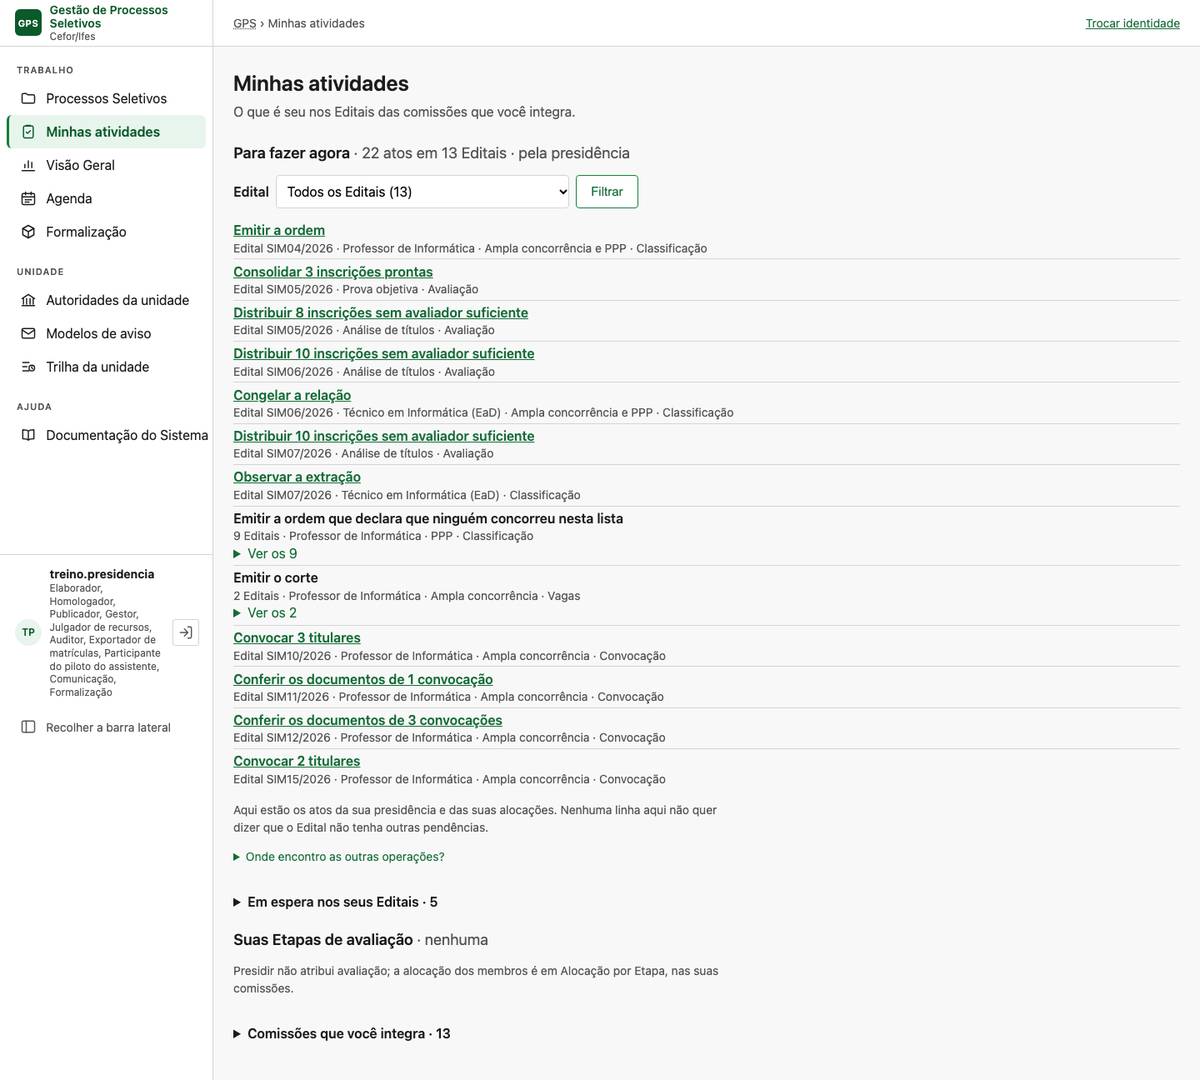 GPS
Gestão de Processos
Seletivos
Cefor/Ifes
TRABALHO
Processos Seletivos
Minhas atividades
Visão Geral
Agenda
Formalização
UNIDADE
Autoridades da unidade
Modelos de aviso
Trilha da unidade
AJUDA
Documentação do Sistema
TP
treino.presidencia
Elaborador,
Homologador,
Publicador, Gestor,
Julgador de recursos,
Auditor, Exportador de
matrículas, Participante
do piloto do assistente,
Comunicação,
Formalização
Recolher a barra lateral
GPS › Minhas atividades
Trocar identidade
Minhas atividades
O que é seu nos Editais das comissões que você integra.
Para fazer agora · 22 atos em 13 Editais · pela presidência
Edital Todos os Editais (13) Filtrar
Emitir a ordem
Edital SIM04/2026 · Professor de Informática · Ampla concorrência e PPP · Classificação
Consolidar 3 inscrições prontas
Edital SIM05/2026 · Prova objetiva · Avaliação
Distribuir 8 inscrições sem avaliador suficiente
Edital SIM05/2026 · Análise de títulos · Avaliação
Distribuir 10 inscrições sem avaliador suficiente
Edital SIM06/2026 · Análise de títulos · Avaliação
Congelar a relação
Edital SIM06/2026 · Técnico em Informática (EaD) · Ampla concorrência e PPP · Classificação
Distribuir 10 inscrições sem avaliador suficiente
Edital SIM07/2026 · Análise de títulos · Avaliação
Observar a extração
Edital SIM07/2026 · Técnico em Informática (EaD) · Classificação
Emitir a ordem que declara que ninguém concorreu nesta lista
9 Editais · Professor de Informática · PPP · Classificação
▶ Ver os 9
Emitir o corte
2 Editais · Professor de Informática · Ampla concorrência · Vagas
▶ Ver os 2
Convocar 3 titulares
Edital SIM10/2026 · Professor de Informática · Ampla concorrência · Convocação
Conferir os documentos de 1 convocação
Edital SIM11/2026 · Professor de Informática · Ampla concorrência · Convocação
Conferir os documentos de 3 convocações
Edital SIM12/2026 · Professor de Informática · Ampla concorrência · Convocação
Convocar 2 titulares
Edital SIM15/2026 · Professor de Informática · Ampla concorrência · Convocação
Aqui estão os atos da sua presidência e das suas alocações. Nenhuma linha aqui não quer
dizer que o Edital não tenha outras pendências.
▶ Onde encontro as outras operações?
▶ Em espera nos seus Editais · 5
Suas Etapas de avaliação · nenhuma
Presidir não atribui avaliação; a alocação dos membros é em Alocação por Etapa, nas suas
comissões.
▶ Comissões que você integra · 13